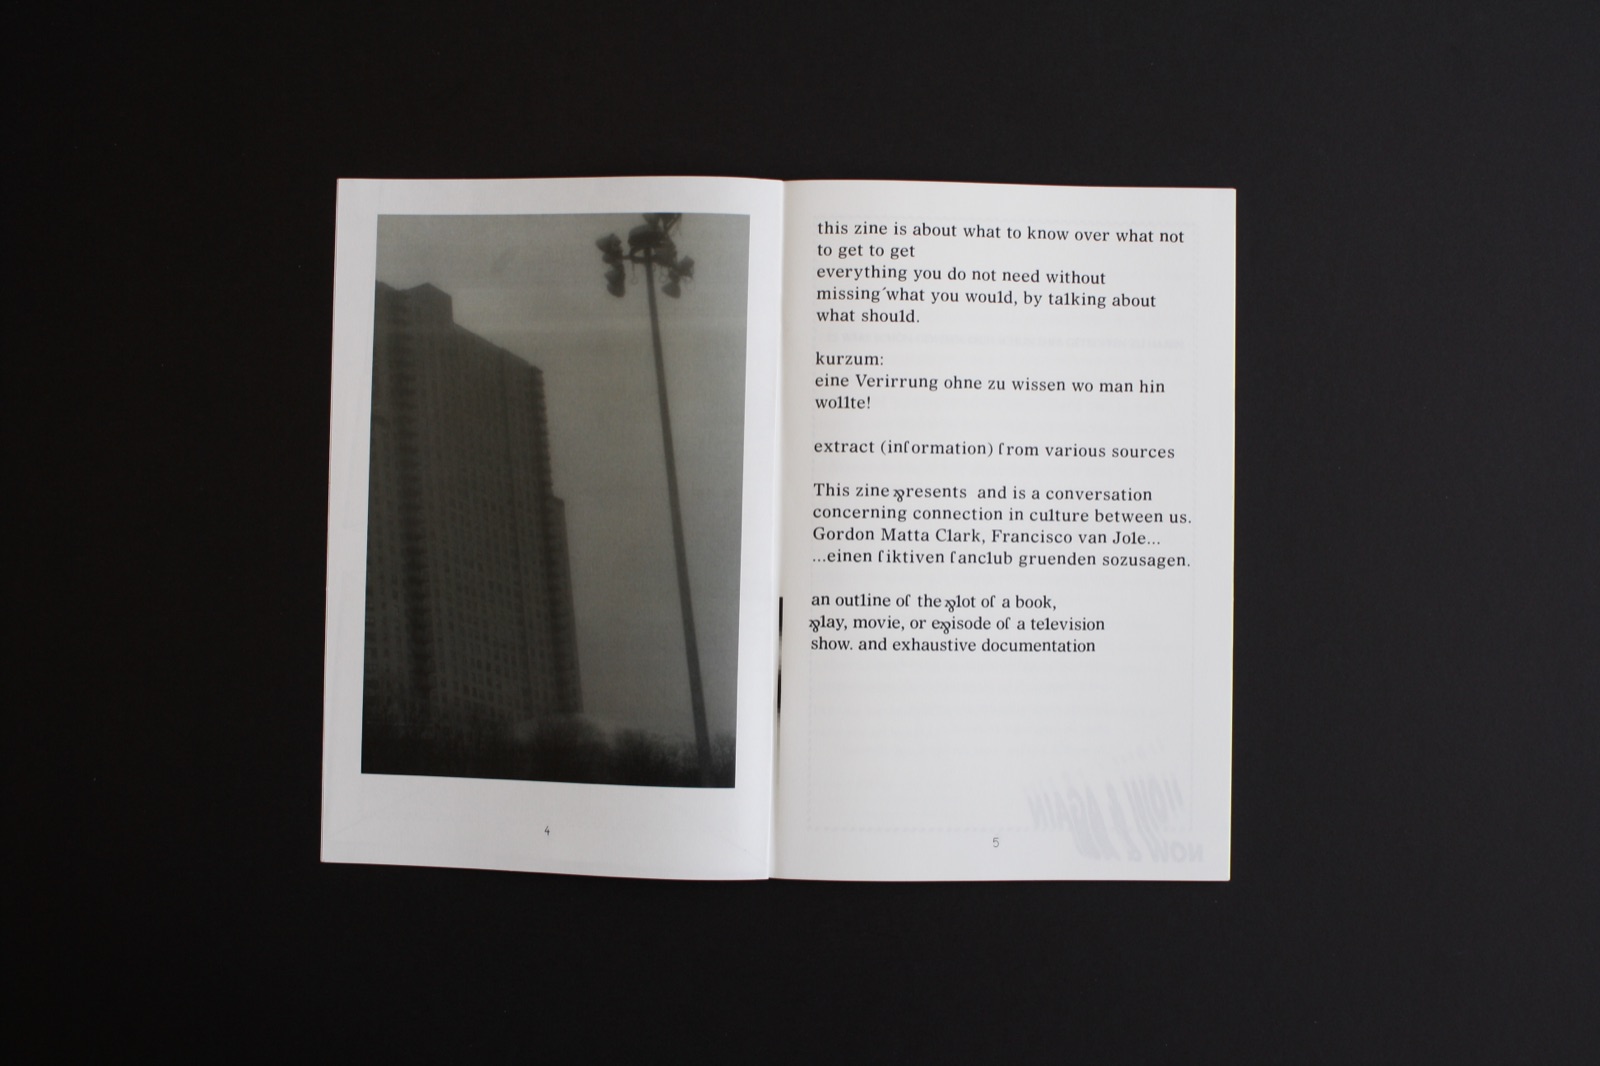 this zine is about what to know over what not
to get to get
everything you do not need without
missing´what you would, by talking about
what should.
kurzum:
eine Verirrung ohne zu wissen wo man hin
wollte!
extract (information) from various sources
This zine presents and is a conversation
concerning connection in culture between us.
Gordon Matta Clark, Francisco van Jole...
...einen fiktiven fanclub gruenden sozusagen.
an outline of the plot of a book,
play, movie, or episode of a television
show. and exhaustive documentation
4
5
NOW & AGAIN
NOW &